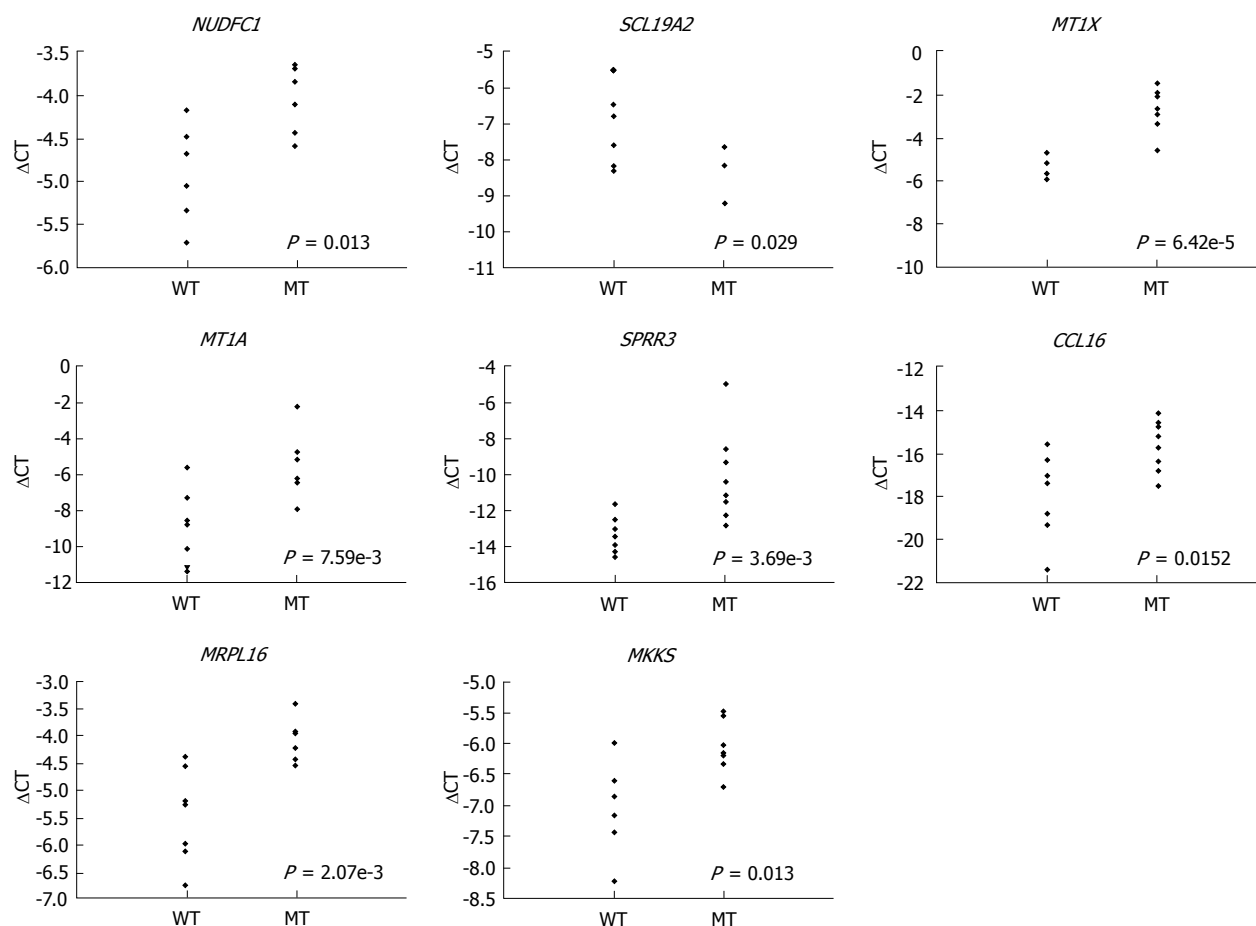 NUDFC1
-3.5
-4.0
-4.5
-5.0
-5.5
-6.0
ΔCT
P = 0.013
WT MT
SCL19A2
-5
-6
-7
-8
-9
-10
-11
ΔCT
P = 0.029
WT MT
MT1X
0
-2
-4
-6
-8
-10
ΔCT
P = 6.42e-5
WT MT
MT1A
0
-2
-4
-6
-8
-10
-12
ΔCT
P = 7.59e-3
WT MT
SPRR3
-4
-6
-8
-10
-12
-14
-16
ΔCT
P = 3.69e-3
WT MT
CCL16
-12
-14
-16
-18
-20
-22
ΔCT
P = 0.0152
WT MT
MRPL16
-3.0
-3.5
-4.0
-4.5
-5.0
-5.5
-6.0
-6.5
-7.0
ΔCT
P = 2.07e-3
WT MT
MKKS
-5.0
-5.5
-6.0
-6.5
-7.0
-7.5
-8.0
-8.5
ΔCT
P = 0.013
WT MT